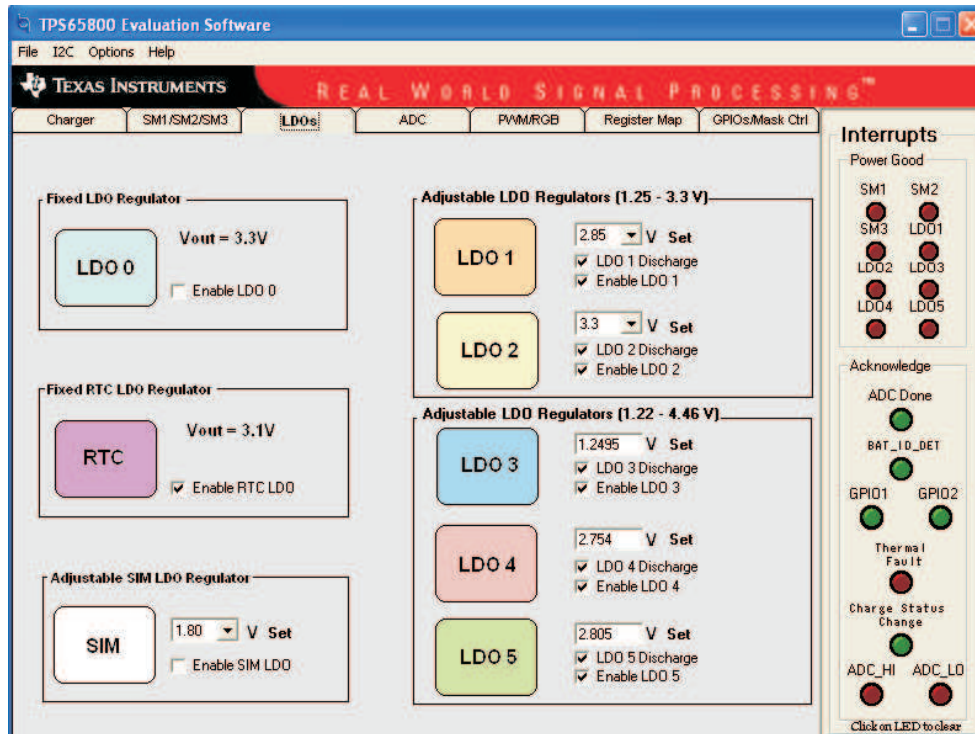 TPS65800 Evaluation Software
File I2C Options Help
TEXAS INSTRUMENTS
REAL WORLD SIGNAL PROCESSING™
Charger SM1/SM2/SM3 LDOs ADC PWM/RGB Register Map GPIOs/Mask Ctrl
Fixed LDO Regulator
LDO 0
Vout = 3.3V
Enable LDO 0
Fixed RTC LDO Regulator
RTC
Vout = 3.1V
Enable RTC LDO
Adjustable SIM LDO Regulator
SIM
1.80 V Set
Enable SIM LDO
Adjustable LDO Regulators (1.25 - 3.3 V)
LDO 1
2.85 V Set
LDO 1 Discharge
Enable LDO 1
LDO 2
3.3 V Set
LDO 2 Discharge
Enable LDO 2
Adjustable LDO Regulators (1.22 - 4.46 V)
LDO 3
1.2495 V Set
LDO 3 Discharge
Enable LDO 3
LDO 4
2.754 V Set
LDO 4 Discharge
Enable LDO 4
LDO 5
2.805 V Set
LDO 5 Discharge
Enable LDO 5
Interrupts
Power Good
SM1 SM2
SM3 LDO1
LDO2 LDO3
LDO4 LDO5
Acknowledge
ADC Done
BAT_ID_DET
GPIO1 GPIO2
Thermal
Fault
Charge Status
Change
ADC_HI ADC_LO
Click on LED to clear